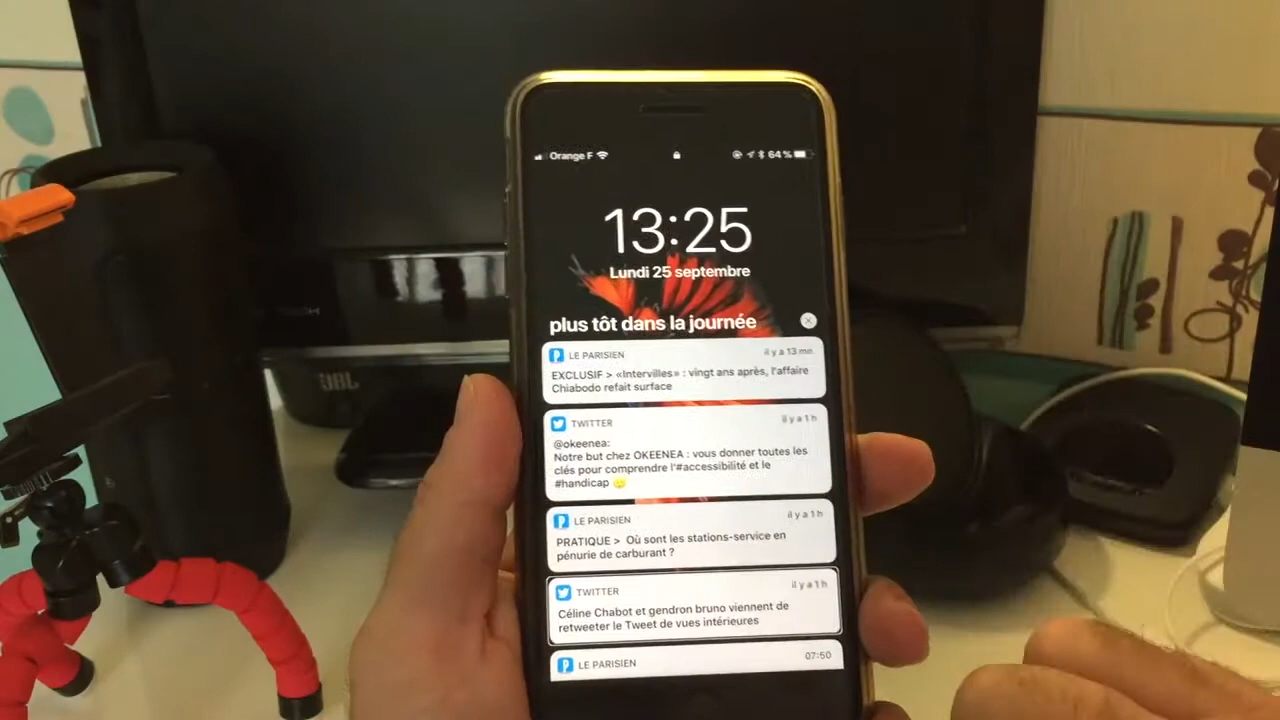 Orange F
64 %
13:25
Lundi 25 septembre
plus tôt dans la journée
LE PARISIEN
il y a 13 mn
EXCLUSIF > «Intervilles» : vingt ans après, l'affaire
Chiabodo refait surface
TWITTER
il y a 1 h
@okeenea:
Notre but chez OKEENEA : vous donner toutes les
clés pour comprendre l'#accessibilité et le
#handicap
LE PARISIEN
il y a 1 h
PRATIQUE > Où sont les stations-service en
pénurie de carburant ?
TWITTER
il y a 1 h
Céline Chabot et gendron bruno viennent de
retweeter le Tweet de vues intérieures
LE PARISIEN
07:50
JBL